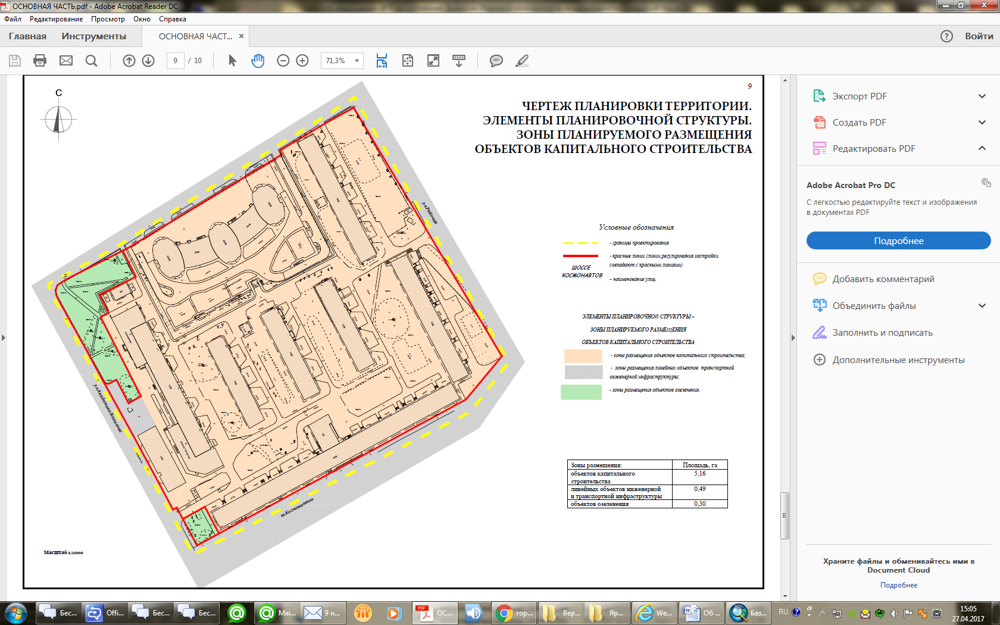 ОСНОВНАЯ ЧАСТЬ.pdf - Adobe Acrobat Reader DC
Файл Редактирование Просмотр Окно Справка
Главная Инструменты ОСНОВНАЯ ЧАСТ... ×
Войти
9 / 10 71,3%
9
С
ЧЕРТЕЖ ПЛАНИРОВКИ ТЕРРИТОРИИ.
ЭЛЕМЕНТЫ ПЛАНИРОВОЧНОЙ СТРУКТУРЫ.
ЗОНЫ ПЛАНИРУЕМОГО РАЗМЕЩЕНИЯ
ОБЪЕКТОВ КАПИТАЛЬНОГО СТРОИТЕЛЬСТВА
ул.Рабочая
ул.Академика Вавилова
ш.Космонавтов
Условные обозначения
- границы проектирования
- красные линии (линии регулирования застройки
совпадают с красными линиями)
ШОССЕ
КОСМОНАВТОВ
- наименование улиц.
ЭЛЕМЕНТЫ ПЛАНИРОВОЧНОЙ СТРУКТУРЫ –
ЗОНЫ ПЛАНИРУЕМОГО РАЗМЕЩЕНИЯ
ОБЪЕКТОВ КАПИТАЛЬНОГО СТРОИТЕЛЬСТВА
- зоны размещения объектов капитального строительства;
- зоны размещения линейных объектов транспортной
инженерной инфраструктуры;
- зоны размещения объектов озеленения.
Зоны размещения: Площадь, га
объектов капитального
строительства 5,16
линейных объектов инженерной
и транспортной инфраструктуры 0,49
объектов озеленения 0,30
Масштаб 1:2000
Экспорт PDF
Создать PDF
Редактировать PDF
Adobe Acrobat Pro DC
С легкостью редактируйте текст и изображения
в документах PDF
Подробнее
Добавить комментарий
Объединить файлы
Заполнить и подписать
Дополнительные инструменты
Храните файлы и обменивайтесь ими в
Document Cloud
Подробнее
Бес... Offi... Бес... Бес... Mai... 9 н... ОС... гор... Вер... Яр... We... Об ... Баз...
RU
15:05
27.04.2017